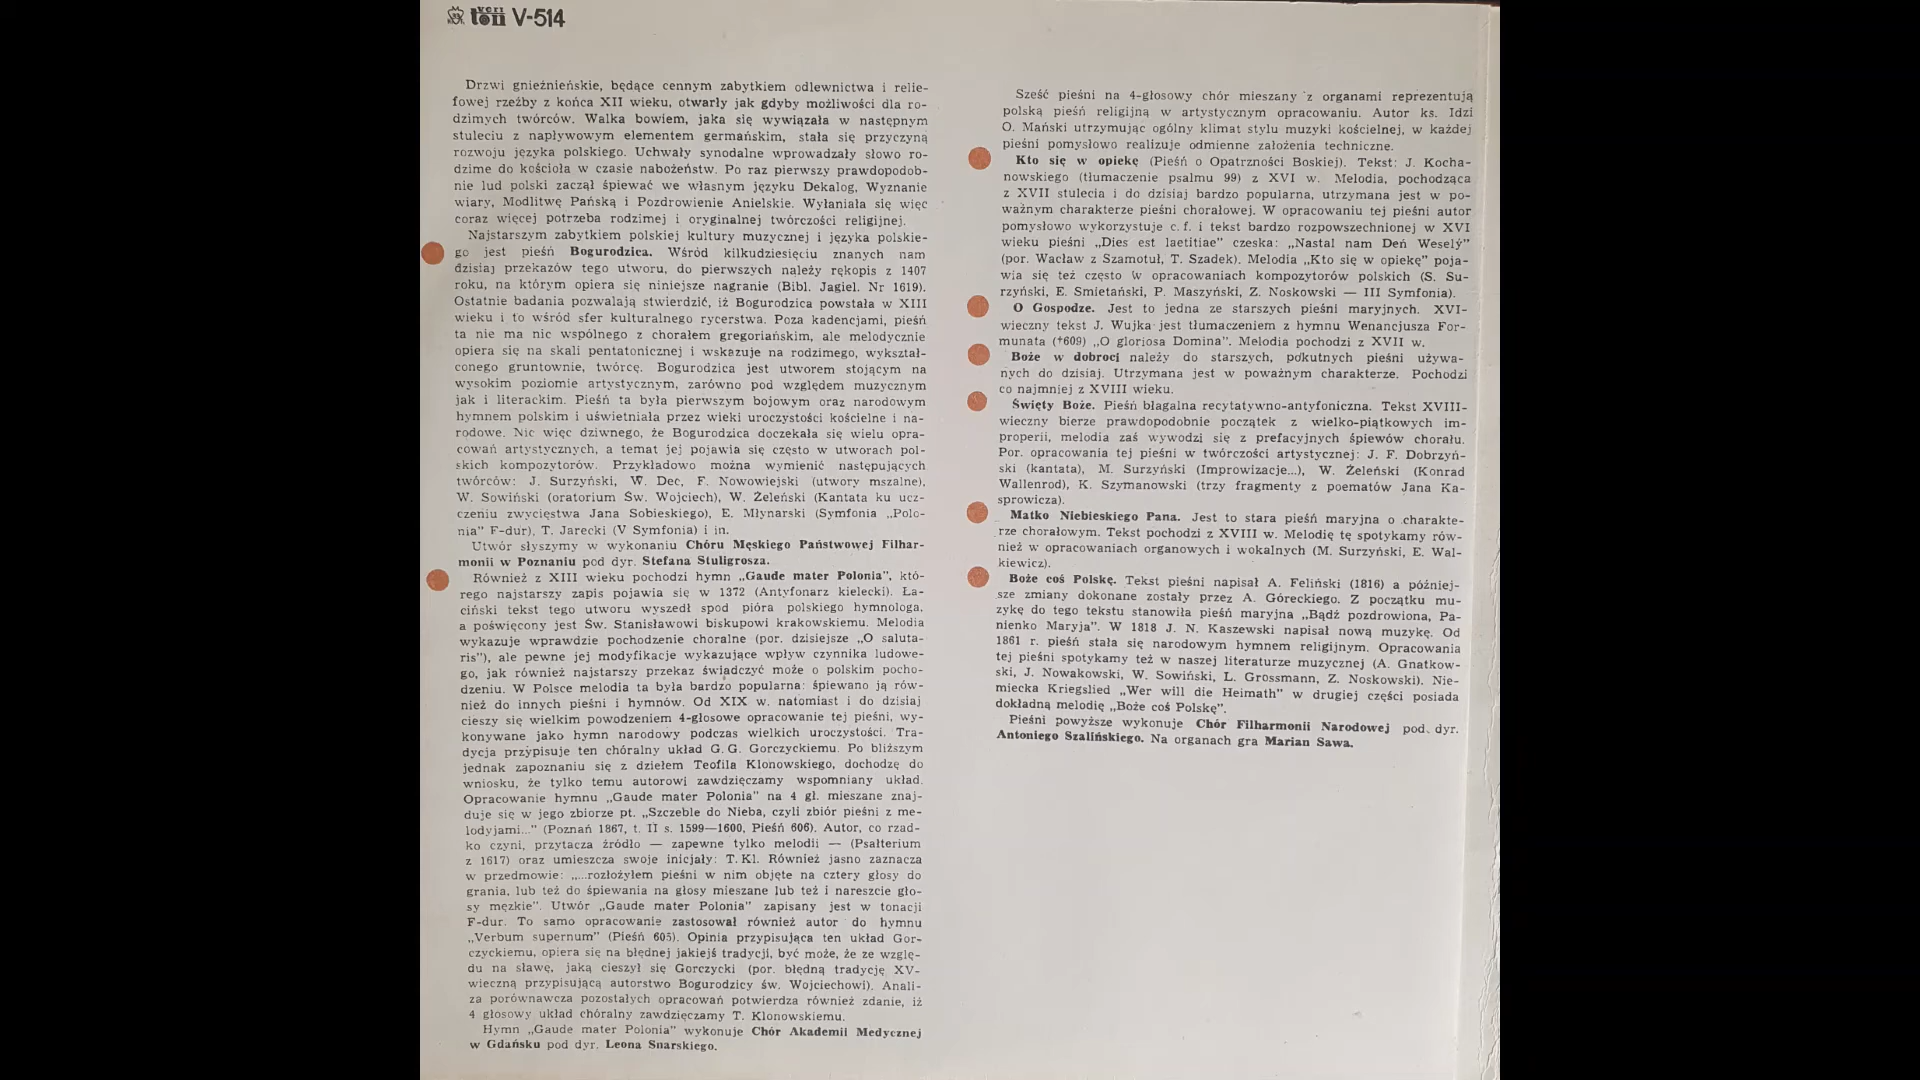 veri ton V-514
Drzwi gnieźnieńskie, będące cennym zabytkiem odlewnictwa i relie-
fowej rzeźby z końca XII wieku, otwarły jak gdyby możliwości dla ro-
dzimych twórców. Walka bowiem, jaka się wywiązała w następnym
stuleciu z napływowym elementem germańskim, stała się przyczyną
rozwoju języka polskiego. Uchwały synodalne wprowadzały słowo ro-
dzime do kościoła w czasie nabożeństw. Po raz pierwszy prawdopodob-
nie lud polski zaczął śpiewać we własnym języku Dekalog, Wyznanie
wiary, Modlitwę Pańską i Pozdrowienie Anielskie. Wyłaniała się więc
coraz więcej potrzeba rodzimej i oryginalnej twórczości religijnej.
Najstarszym zabytkiem polskiej kultury muzycznej i języka polskie-
go jest pieśń Bogurodzica. Wśród kilkudziesięciu znanych nam
dzisiaj przekazów tego utworu, do pierwszych należy rękopis z 1407
roku, na którym opiera się niniejsze nagranie (Bibl. Jagiel. Nr 1619).
Ostatnie badania pozwalają stwierdzić, iż Bogurodzica powstała w XIII
wieku i to wśród sfer kulturalnego rycerstwa. Poza kadencjami, pieśń
ta nie ma nic wspólnego z chorałem gregoriańskim, ale melodycznie
opiera się na skali pentatonicznej i wskazuje na rodzimego, wykształ-
conego gruntownie, twórcę. Bogurodzica jest utworem stojącym na
wysokim poziomie artystycznym, zarówno pod względem muzycznym
jak i literackim. Pieśń ta była pierwszym bojowym oraz narodowym
hymnem polskim i uświetniała przez wieki uroczystości kościelne i na-
rodowe. Nic więc dziwnego, że Bogurodzica doczekała się wielu opra-
cowań artystycznych, a temat jej pojawia się często w utworach pol-
skich kompozytorów. Przykładowo można wymienić następujących
twórców: J. Surzyński, W. Dec, F. Nowowiejski (utwory mszalne),
W. Sowiński (oratorium Św. Wojciech), W. Żeleński (Kantata ku ucz-
czeniu zwycięstwa Jana Sobieskiego), E. Młynarski (Symfonia „Polo-
nia" F-dur), T. Jarecki (V Symfonia) i in.
Utwór słyszymy w wykonaniu Chóru Męskiego Państwowej Filhar-
monii w Poznaniu pod dyr. Stefana Stuligrosza.
Również z XIII wieku pochodzi hymn „Gaude mater Polonia", któ-
rego najstarszy zapis pojawia się w 1372 (Antyfonarz kielecki). Ła-
ciński tekst tego utworu wyszedł spod pióra polskiego hymnologa,
a poświęcony jest Św. Stanisławowi biskupowi krakowskiemu. Melodia
wykazuje wprawdzie pochodzenie choralne (por. dzisiejsze „O saluta-
ris"), ale pewne jej modyfikacje wykazujące wpływ czynnika ludowe-
go, jak również najstarszy przekaz świadczyć może o polskim pocho-
dzeniu. W Polsce melodia ta była bardzo popularna: śpiewano ją rów-
nież do innych pieśni i hymnów. Od XIX w. natomiast i do dzisiaj
cieszy się wielkim powodzeniem 4-głosowe opracowanie tej pieśni, wy-
konywane jako hymn narodowy podczas wielkich uroczystości. Tra-
dycja przypisuje ten chóralny układ G. G. Gorczyckiemu. Po bliższym
jednak zapoznaniu się z dziełem Teofila Klonowskiego, dochodzę do
wniosku, że tylko temu autorowi zawdzięczamy wspomniany układ.
Opracowanie hymnu „Gaude mater Polonia" na 4 gł. mieszane znaj-
duje się w jego zbiorze pt. „Szczeble do Nieba, czyli zbiór pieśni z me-
lodyjami..." (Poznań 1867, t. II s. 1599—1600, Pieśń 606). Autor, co rzad-
ko czyni, przytacza źródło — zapewne tylko melodii — (Psałterium
z 1617) oraz umieszcza swoje inicjały: T. Kl. Również jasno zaznacza
w przedmowie: „...rozłożyłem pieśni w nim objęte na cztery głosy do
grania, lub też do śpiewania na głosy mieszane lub też i nareszcie gło-
sy męzkie". Utwór „Gaude mater Polonia" zapisany jest w tonacji
F-dur. To samo opracowanie zastosował również autor do hymnu
„Verbum supernum" (Pieśń 605). Opinia przypisująca ten układ Gor-
czyckiemu, opiera się na błędnej jakiejś tradycji, być może, że ze wzglę-
du na sławę, jaką cieszył się Gorczycki (por. błędną tradycję XV-
wieczną przypisującą autorstwo Bogurodzicy św. Wojciechowi). Anali-
za porównawcza pozostałych opracowań potwierdza również zdanie, iż
4 głosowy układ chóralny zawdzięczamy T. Klonowskiemu.
Hymn „Gaude mater Polonia" wykonuje Chór Akademii Medycznej
w Gdańsku pod dyr. Leona Snarskiego.
Sześć pieśni na 4-głosowy chór mieszany z organami reprezentują
polską pieśń religijną w artystycznym opracowaniu. Autor ks. Idzi
O. Mański utrzymując ogólny klimat stylu muzyki kościelnej, w każdej
pieśni pomysłowo realizuje odmienne założenia techniczne.
Kto się w opiekę (Pieśń o Opatrzności Boskiej). Tekst: J. Kocha-
nowskiego (tłumaczenie psalmu 99) z XVI w. Melodia, pochodząca
z XVII stulecia i do dzisiaj bardzo popularna, utrzymana jest w po-
ważnym charakterze pieśni chorałowej. W opracowaniu tej pieśni autor
pomysłowo wykorzystuje c. f. i tekst bardzo rozpowszechnionej w XVI
wieku pieśni „Dies est laetitiae" czeska: „Nastal nam Deń Weselý"
(por. Wacław z Szamotuł, T. Szadek). Melodia „Kto się w opiekę" poja-
wia się też często w opracowaniach kompozytorów polskich (S. Su-
rzyński, E. Smietański, P. Maszyński, Z. Noskowski — III Symfonia).
O Gospodze. Jest to jedna ze starszych pieśni maryjnych. XVI-
wieczny tekst J. Wujka jest tłumaczeniem z hymnu Wenancjusza For-
munata (†609) „O gloriosa Domina". Melodia pochodzi z XVII w.
Boże w dobroci należy do starszych, pokutnych pieśni używa-
nych do dzisiaj. Utrzymana jest w poważnym charakterze. Pochodzi
co najmniej z XVIII wieku.
Święty Boże. Pieśń błagalna recytatywno-antyfoniczna. Tekst XVIII-
wieczny bierze prawdopodobnie początek z wielko-piątkowych im-
properii, melodia zaś wywodzi się z prefacyjnych śpiewów chorału.
Por. opracowania tej pieśni w twórczości artystycznej: J. F. Dobrzyń-
ski (kantata), M. Surzyński (Improwizacje...), W. Żeleński (Konrad
Wallenrod), K. Szymanowski (trzy fragmenty z poematów Jana Ka-
sprowicza).
Matko Niebieskiego Pana. Jest to stara pieśń maryjna o charakte-
rze chorałowym. Tekst pochodzi z XVIII w. Melodię tę spotykamy rów-
nież w opracowaniach organowych i wokalnych (M. Surzyński, E. Wal-
kiewicz).
Boże coś Polskę. Tekst pieśni napisał A. Feliński (1816) a później-
sze zmiany dokonane zostały przez A. Góreckiego. Z początku mu-
zykę do tego tekstu stanowiła pieśń maryjna „Bądź pozdrowiona, Pa-
nienko Maryja". W 1818 J. N. Kaszewski napisał nową muzykę. Od
1861 r. pieśń stała się narodowym hymnem religijnym. Opracowania
tej pieśni spotykamy też w naszej literaturze muzycznej (A. Gnatkow-
ski, J. Nowakowski, W. Sowiński, L. Grossmann, Z. Noskowski). Nie-
miecka Kriegslied „Wer will die Heimath" w drugiej części posiada
dokładną melodię „Boże coś Polskę".
Pieśni powyższe wykonuje Chór Filharmonii Narodowej pod. dyr.
Antoniego Szalińskiego. Na organach gra Marian Sawa.